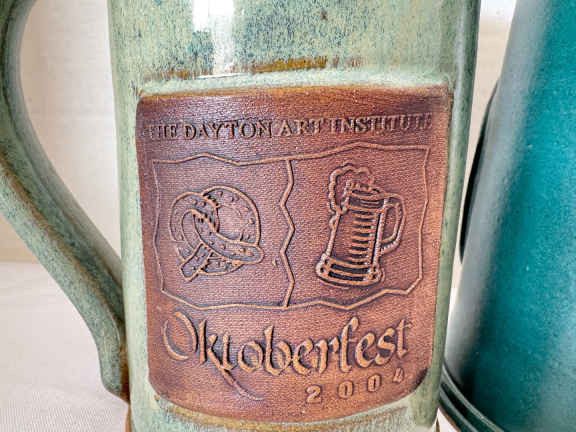 THE DAYTON ART INSTITUTE
Oktoberfest
2004